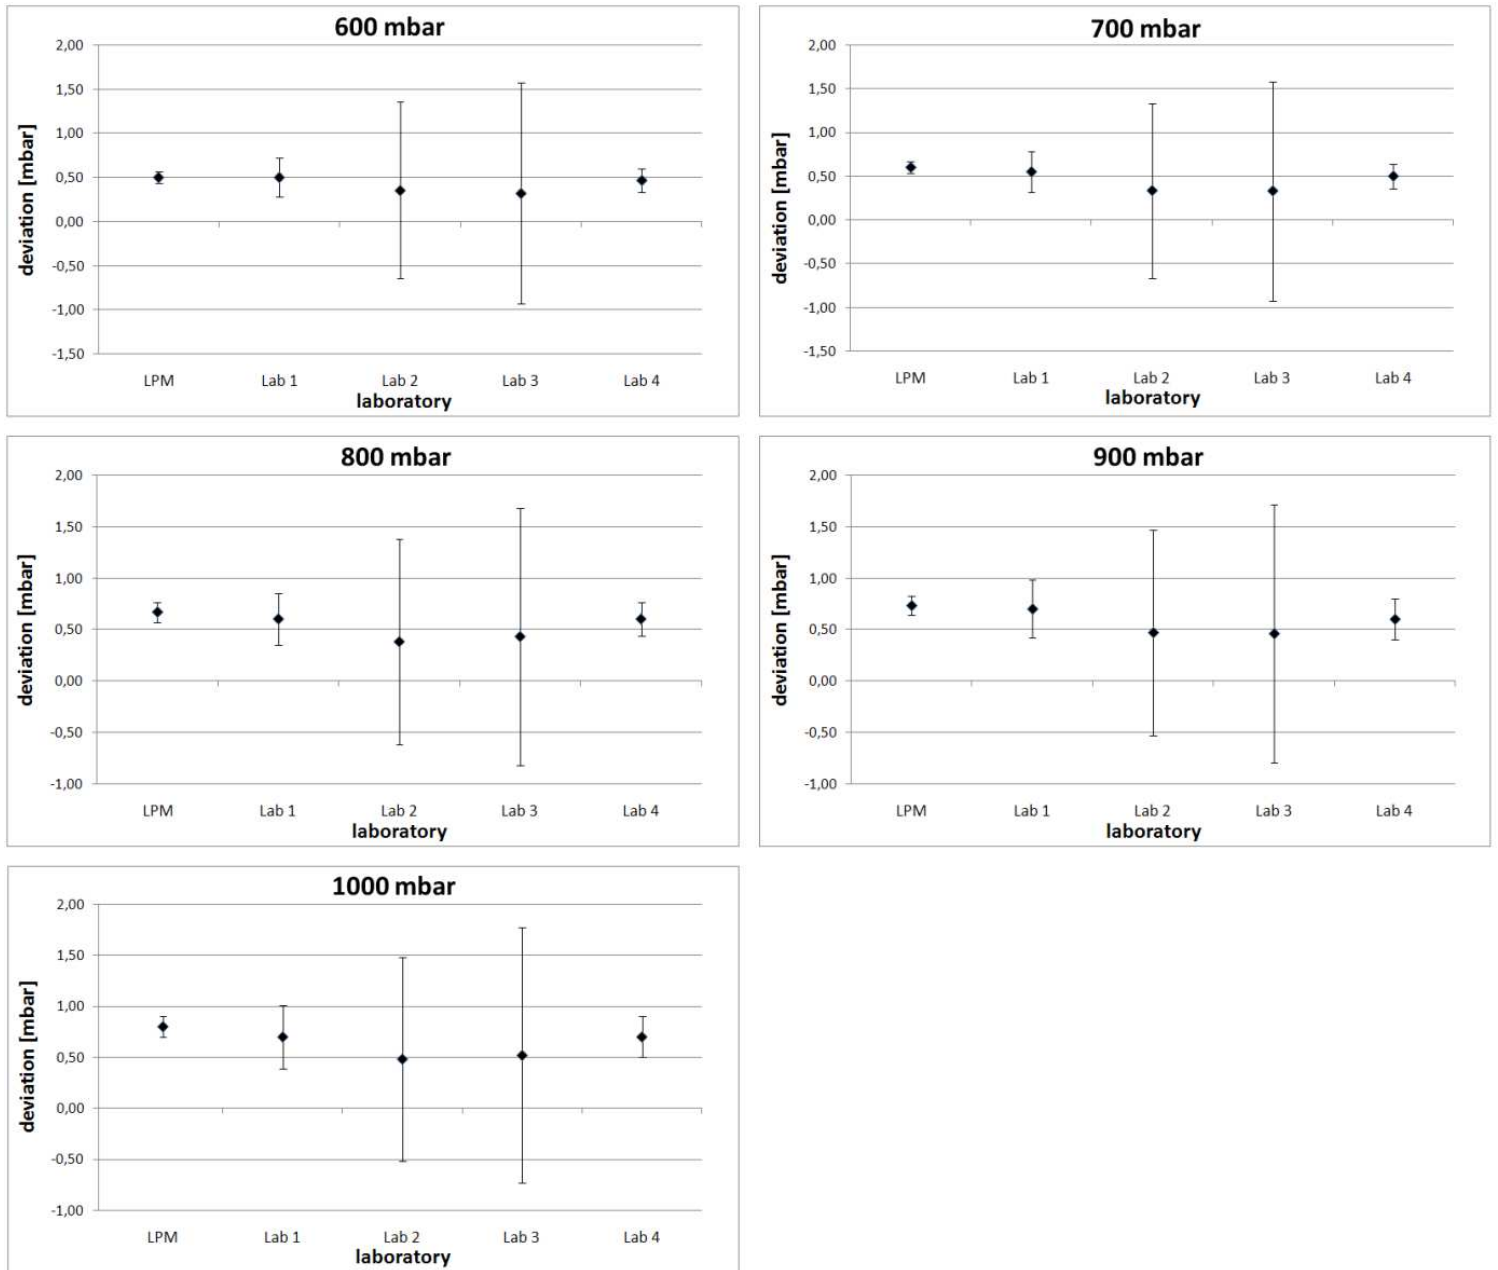 600 mbar
2,00
1,50
1,00
0,50
0,00
-0,50
-1,00
-1,50
deviation [mbar]
LPM Lab 1 Lab 2 Lab 3 Lab 4
laboratory
700 mbar
2,00
1,50
1,00
0,50
0,00
-0,50
-1,00
-1,50
deviation [mbar]
LPM Lab 1 Lab 2 Lab 3 Lab 4
laboratory
800 mbar
2,00
1,50
1,00
0,50
0,00
-0,50
-1,00
deviation [mbar]
LPM Lab 1 Lab 2 Lab 3 Lab 4
laboratory
900 mbar
2,00
1,50
1,00
0,50
0,00
-0,50
-1,00
deviation [mbar]
LPM Lab 1 Lab 2 Lab 3 Lab 4
laboratory
1000 mbar
2,00
1,50
1,00
0,50
0,00
-0,50
-1,00
deviation [mbar]
LPM Lab 1 Lab 2 Lab 3 Lab 4
laboratory